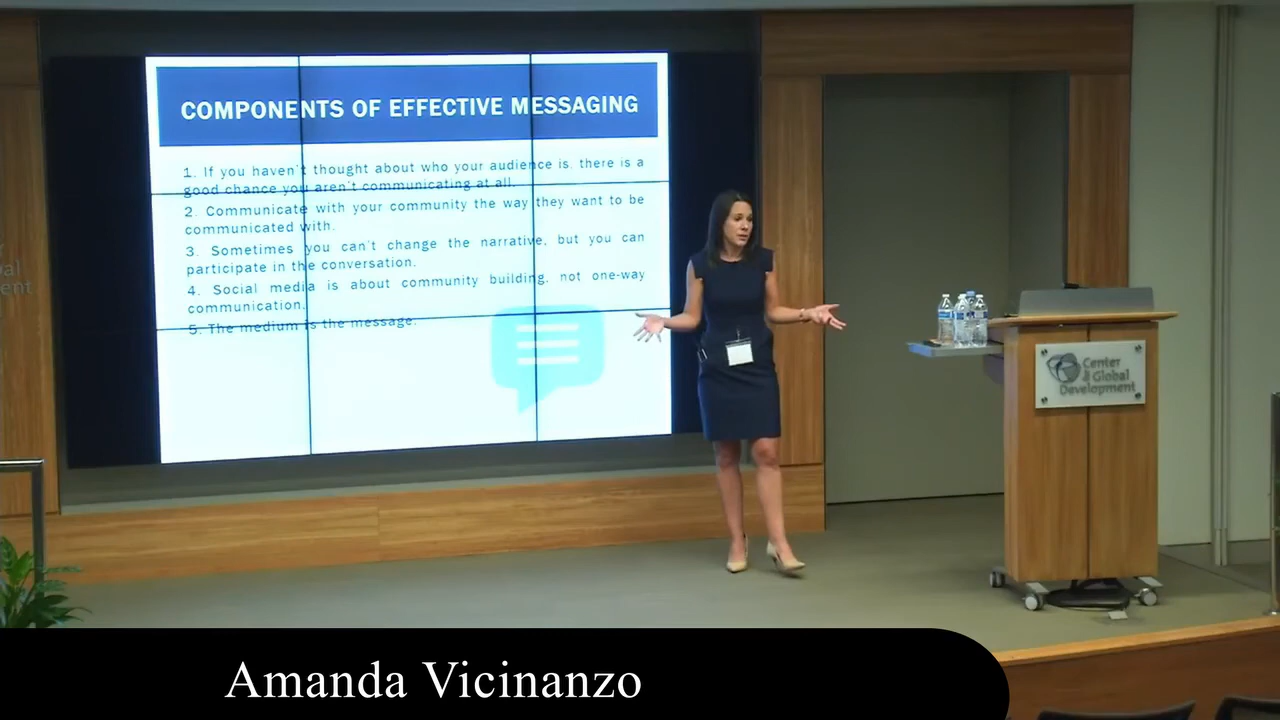 COMPONENTS OF EFFECTIVE MESSAGING
1. If you haven't thought about who your audience is, there is a
good chance you aren't communicating at all.
2. Communicate with your community the way they want to be
communicated with.
3. Sometimes you can't change the narrative, but you can
participate in the conversation.
4. Social media is about community building, not one-way
communication.
5. The medium is the message.
Center
for Global
Development
Amanda Vicinanzo